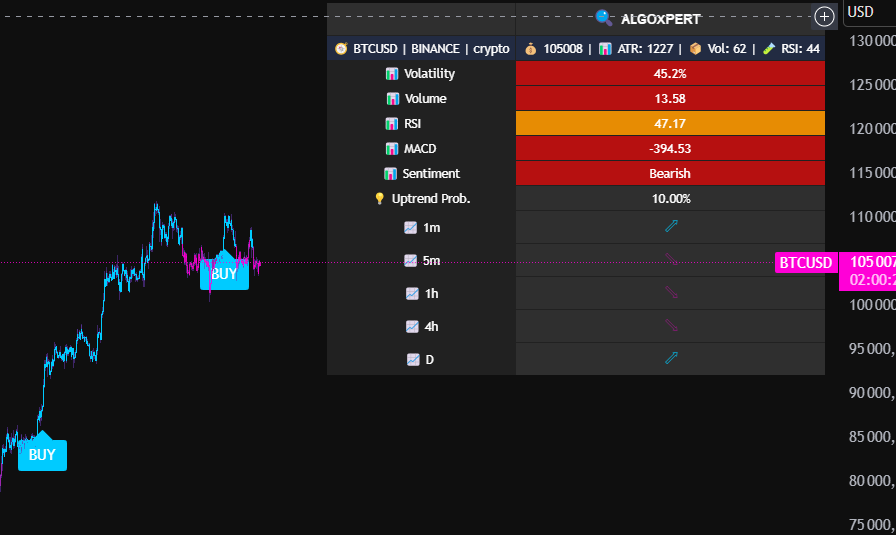 USD
ALGOXPERT
BTCUSD | BINANCE | crypto 105008 | ATR: 1227 | Vol: 62 | RSI: 44
Volatility 45.2%
Volume 13.58
RSI 47.17
MACD -394.53
Sentiment Bearish
Uptrend Prob. 10.00%
1m
5m
1h
4h
D
BUY
BUY
BTCUSD
105 007
02:00:2
130 000
125 000
120 000
115 000
110 000
100 000
95 000,
90 000,
85 000,
80 000,
75 000,